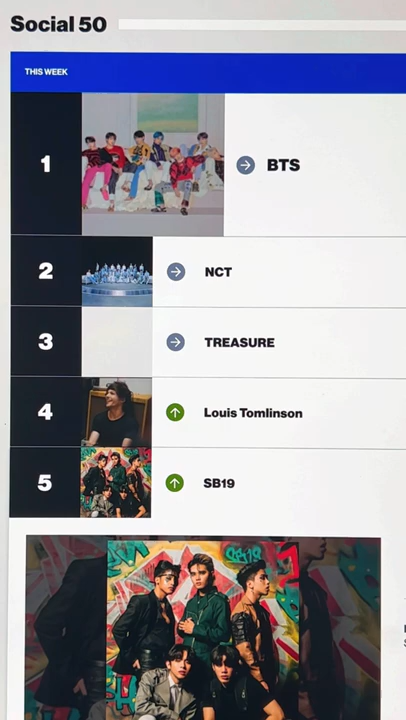 Social 50
THIS WEEK
1
BTS
2
NCT
3
TREASURE
4
Louis Tomlinson
5
SB19